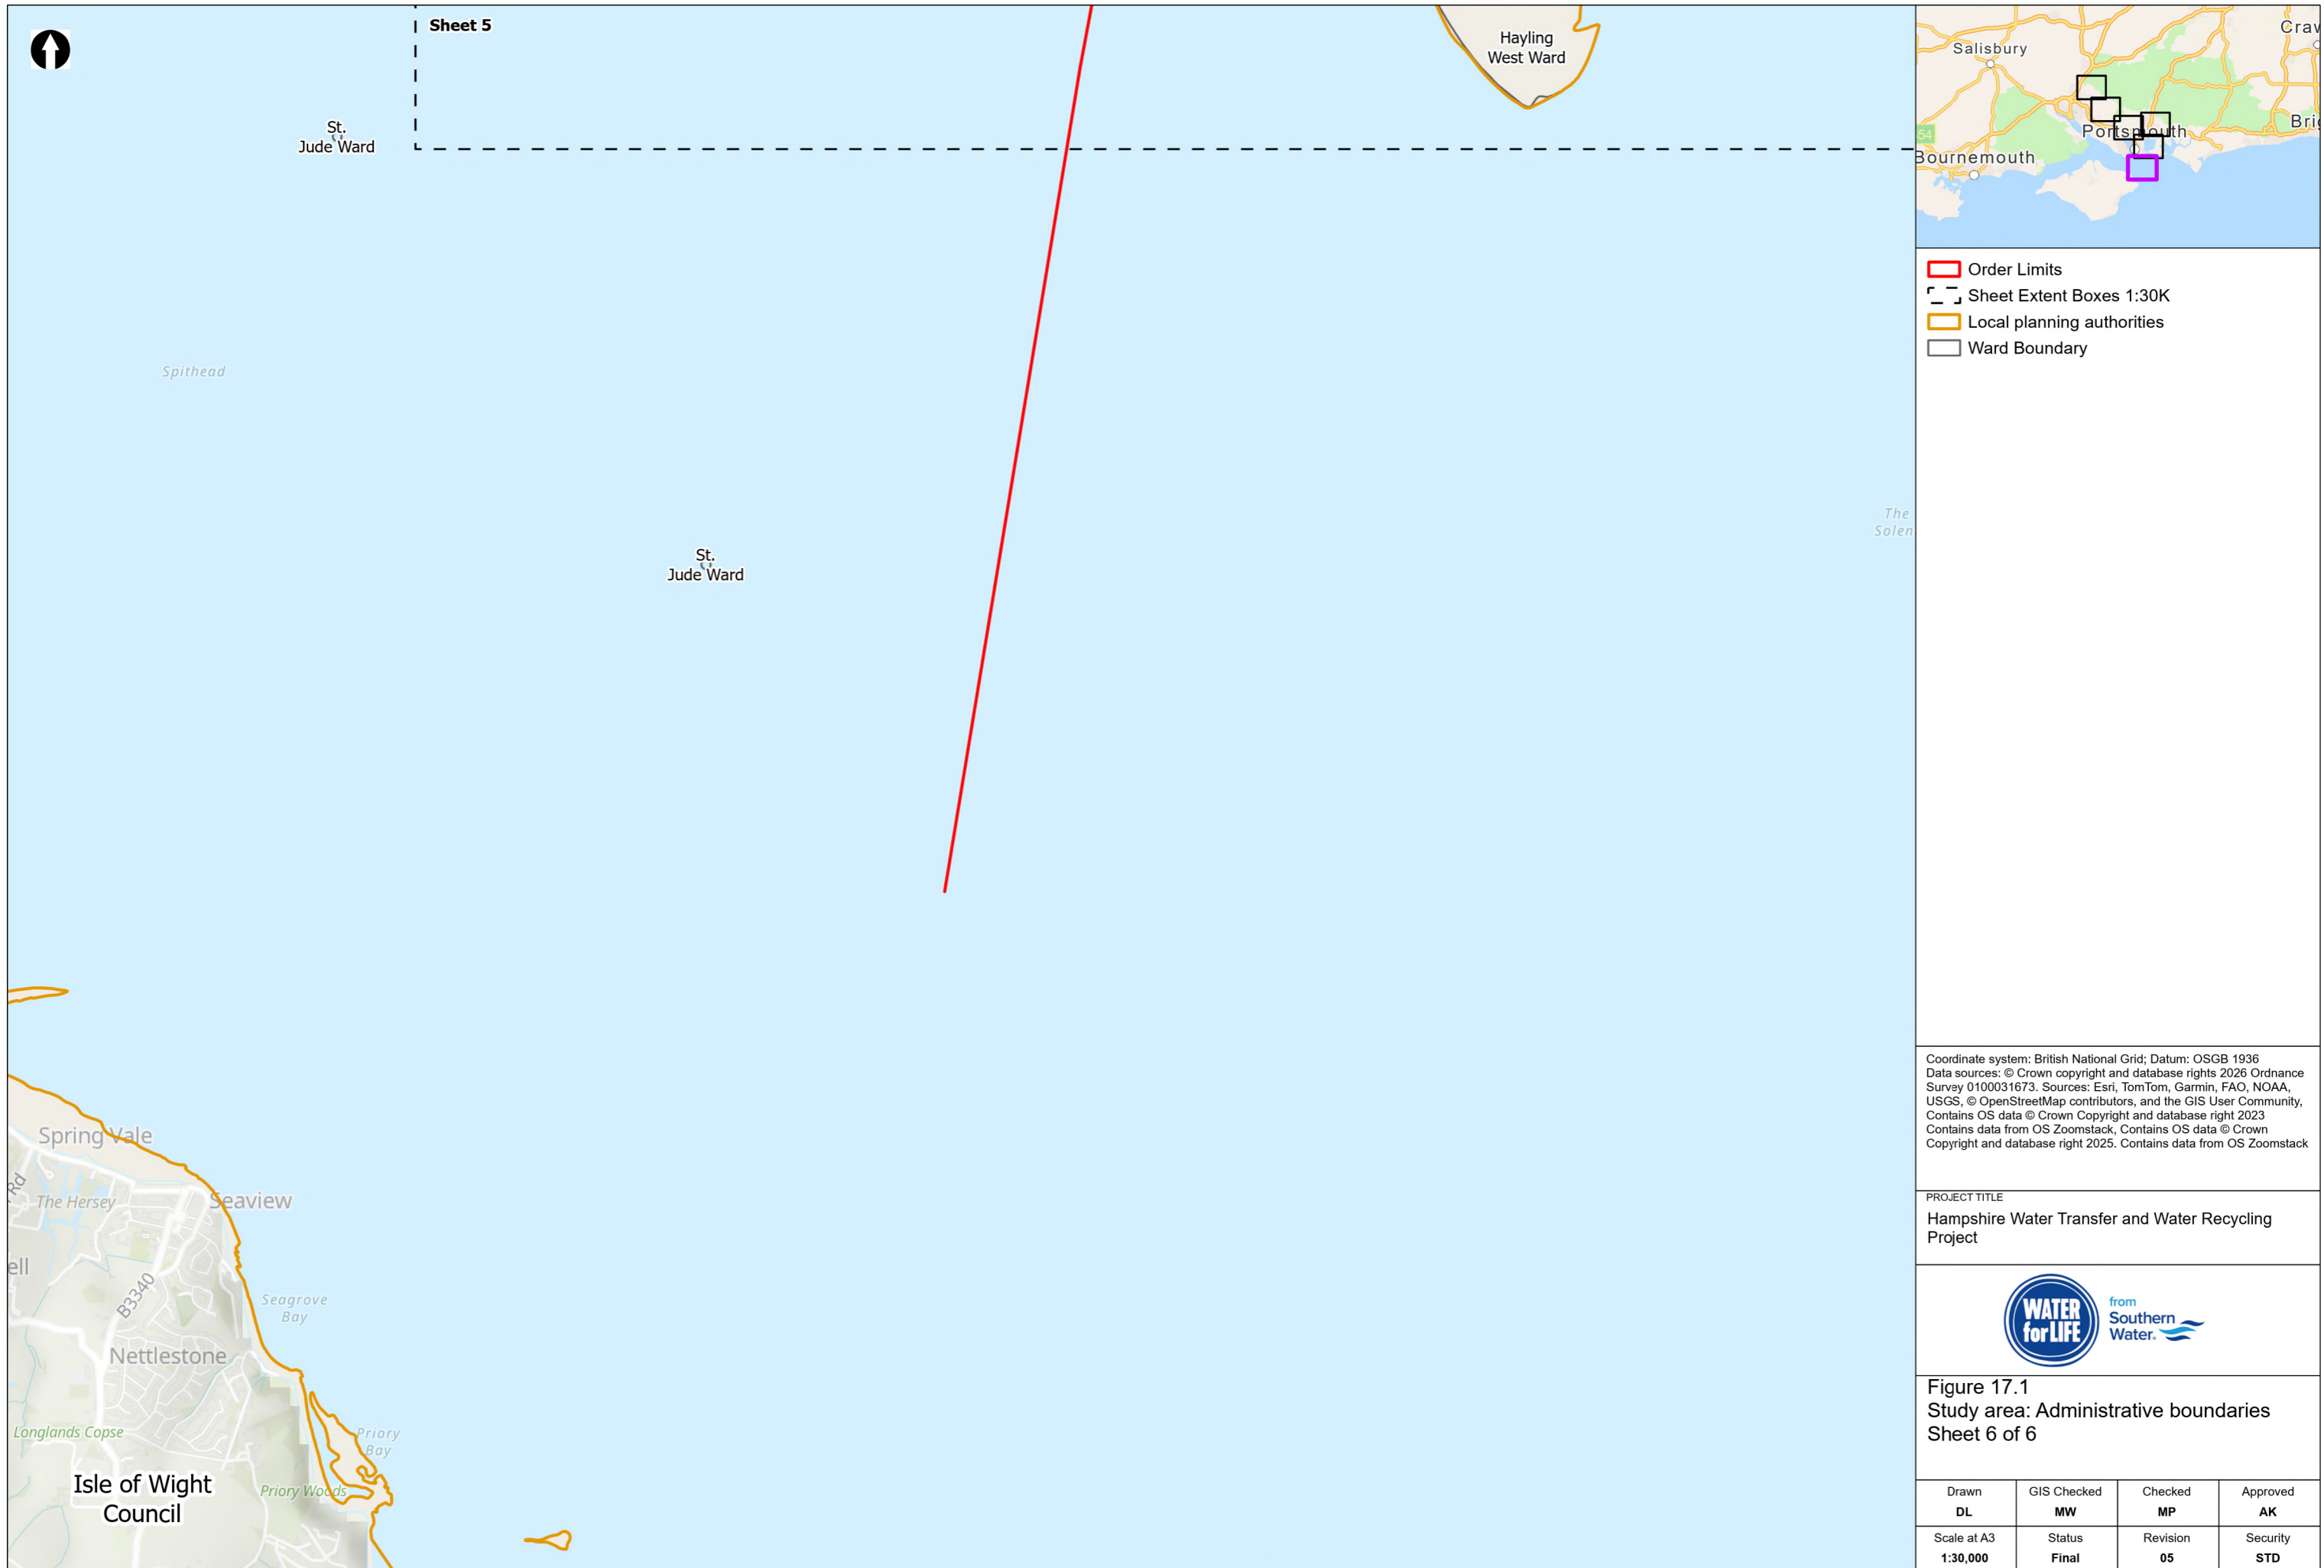 Sheet 5
Hayling
West Ward
St.
Jude Ward
Spithead
The
Solen
St.
Jude Ward
Spring Vale
Rd
The Hersey
Seaview
ell
B3340
Seagrove
Bay
Nettlestone
Longlands Copse
Priory
Bay
Priory Woods
Isle of Wight
Council
Salisbury
Craw
Portsmouth
Bri
54
Bournemouth
Order Limits
Sheet Extent Boxes 1:30K
Local planning authorities
Ward Boundary
Coordinate system: British National Grid; Datum: OSGB 1936
Data sources: © Crown copyright and database rights 2026 Ordnance
Survey 0100031673. Sources: Esri, TomTom, Garmin, FAO, NOAA,
USGS, © OpenStreetMap contributors, and the GIS User Community,
Contains OS data © Crown Copyright and database right 2023
Contains data from OS Zoomstack, Contains OS data © Crown
Copyright and database right 2025. Contains data from OS Zoomstack
PROJECT TITLE
Hampshire Water Transfer and Water Recycling
Project
WATER
for LIFE
from
Southern
Water.
Figure 17.1
Study area: Administrative boundaries
Sheet 6 of 6
Drawn GIS Checked Checked Approved
DL MW MP AK
Scale at A3 Status Revision Security
1:30,000 Final 05 STD